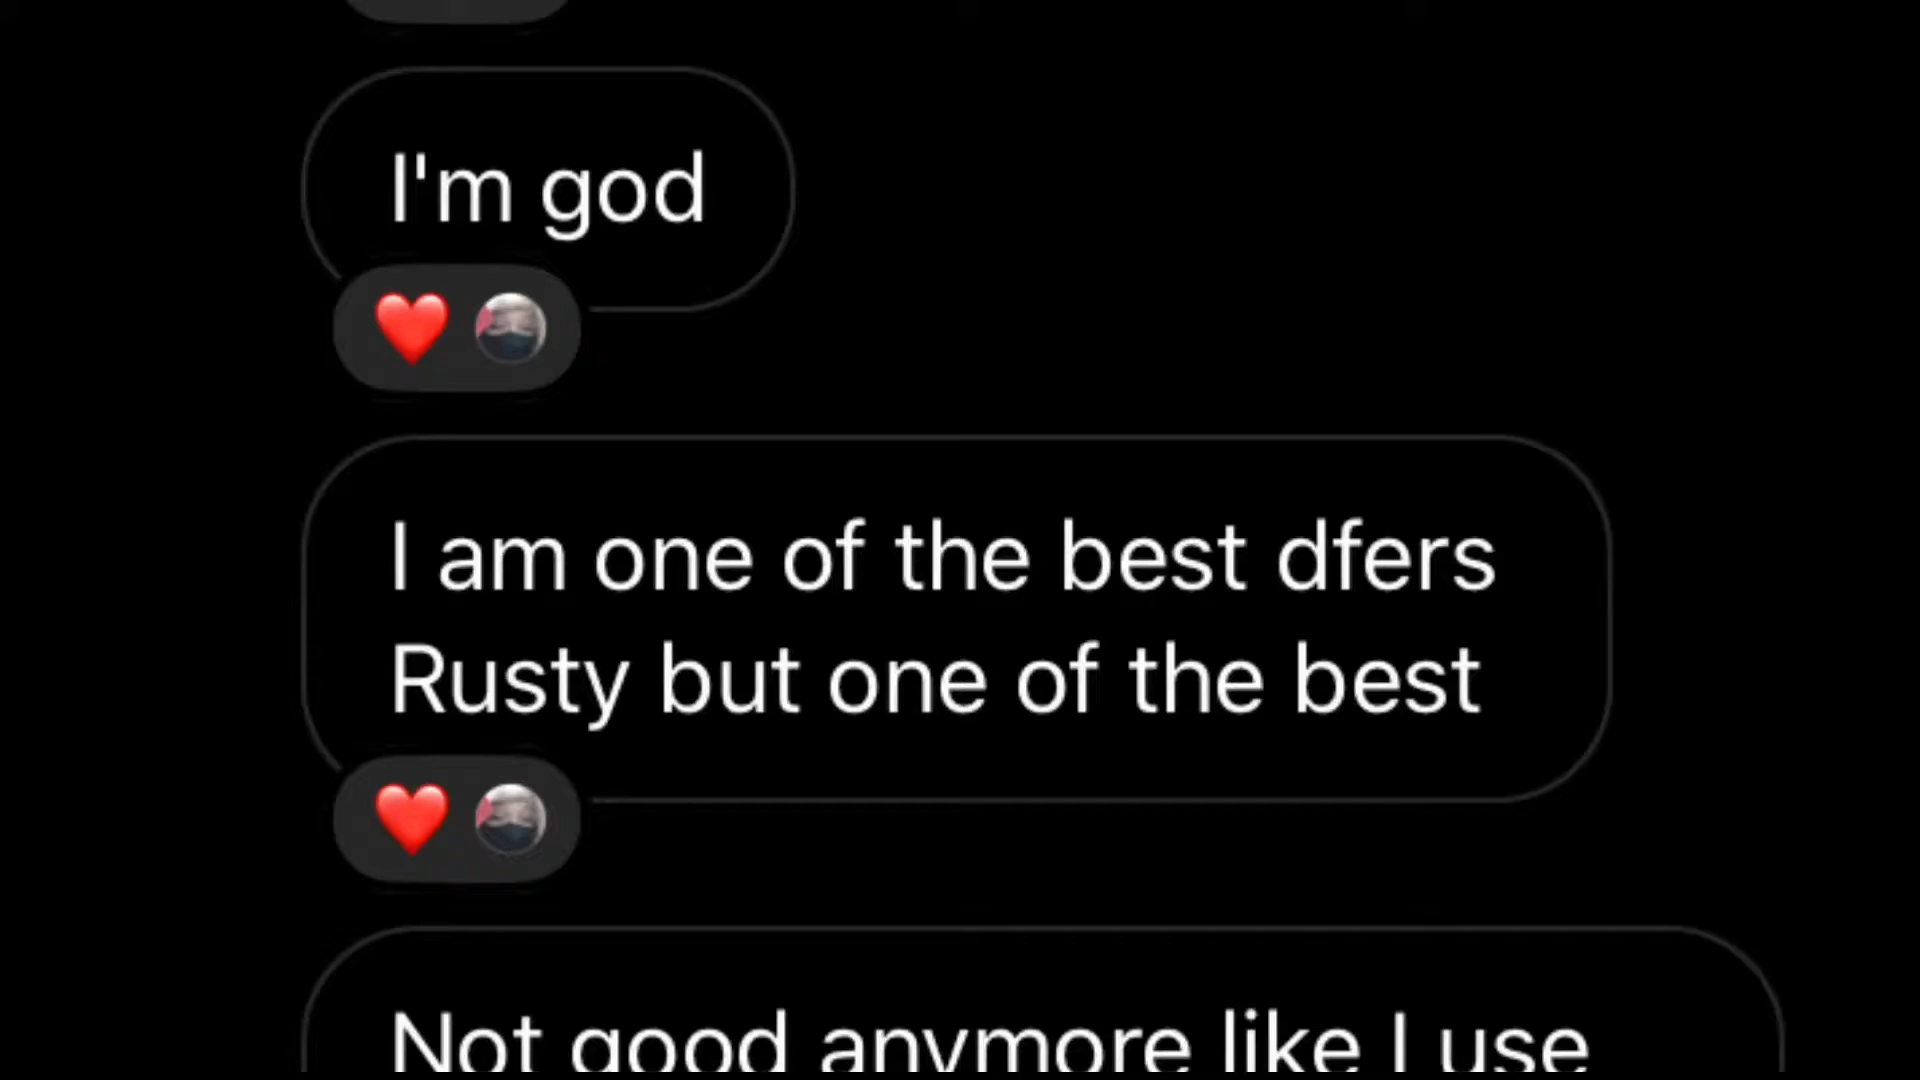 I'm god
I am one of the best dfers
Rusty but one of the best
Not good anymore like I use